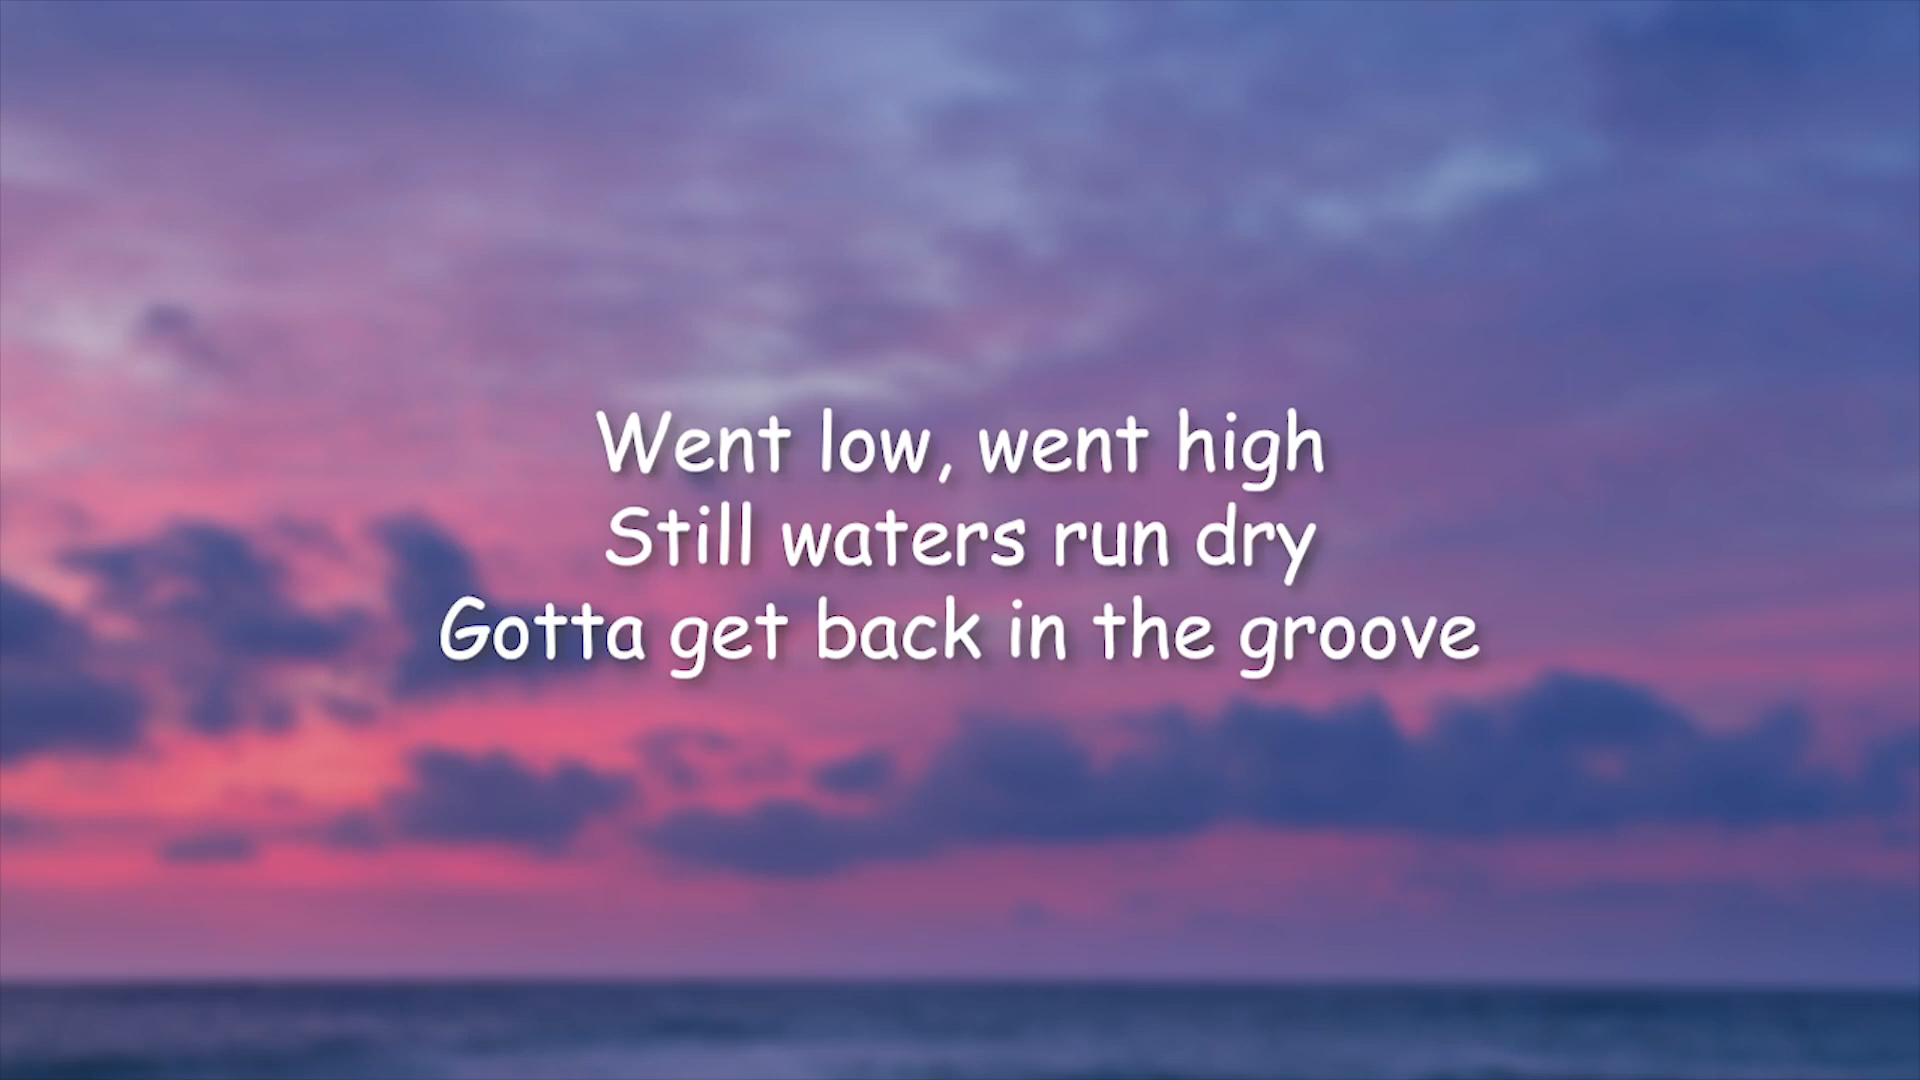 Went low, went high
Still waters run dry
Gotta get back in the groove